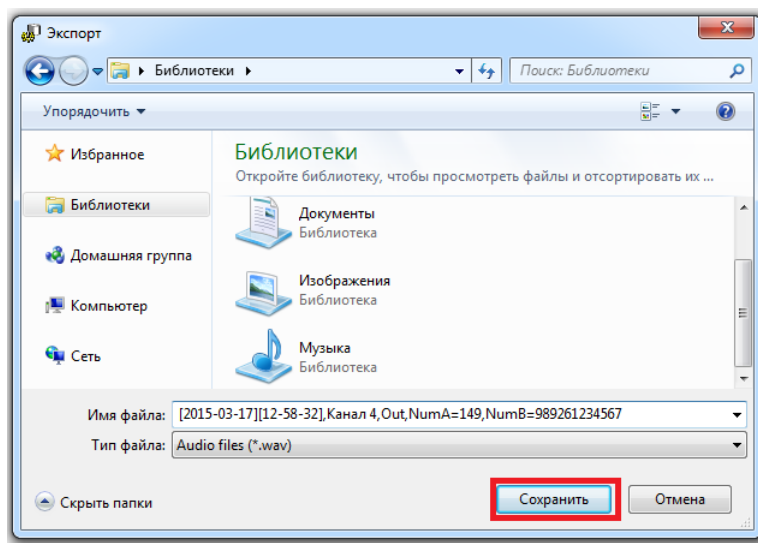 Экспорт
Библиотеки
Поиск: Библиотеки
Упорядочить
Избранное
Библиотеки
Домашняя группа
Компьютер
Сеть
Библиотеки
Откройте библиотеку, чтобы просмотреть файлы и отсортировать их ...
Документы
Библиотека
Изображения
Библиотека
Музыка
Библиотека
Имя файла: [2015-03-17][12-58-32],Канал 4,Out,NumA=149,NumB=989261234567
Тип файла: Audio files (*.wav)
Скрыть папки
Сохранить
Отмена